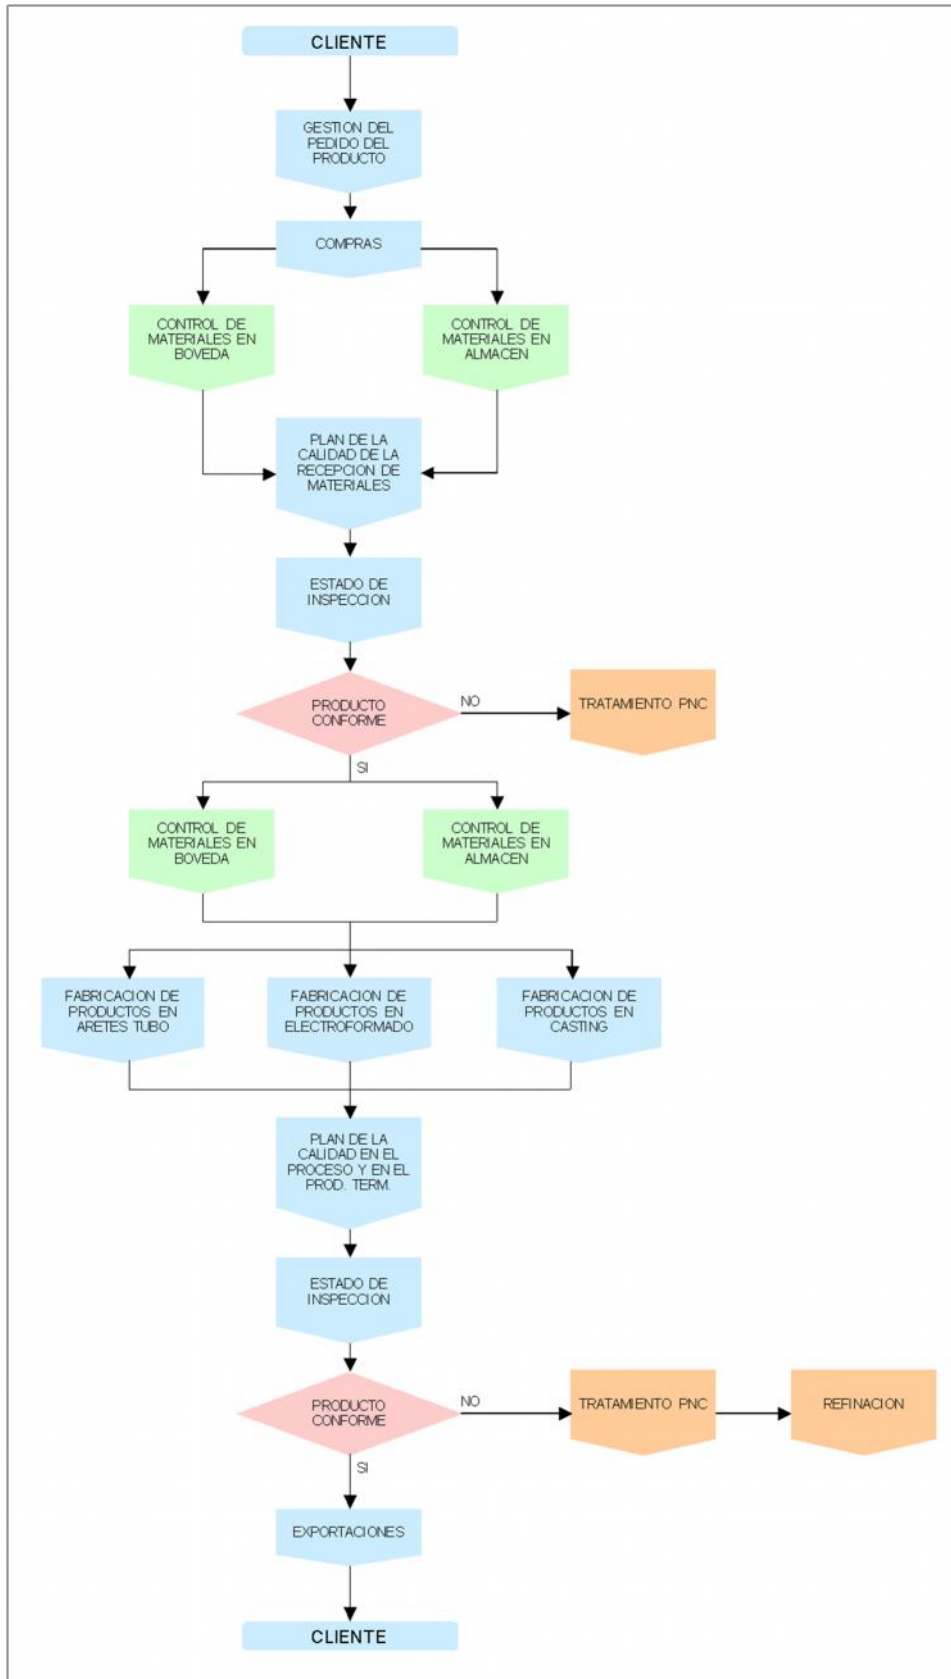 CLIENTE
GESTION DEL
PEDIDO DEL
PRODUCTO
COMPRAS
CONTROL DE
MATERIALES EN
BOVEDA
CONTROL DE
MATERIALES EN
ALMACEN
PLAN DE LA
CALIDAD DE LA
RECEPCION DE
MATERIALES
ESTADO DE
INSPECCION
PRODUCTO
CONFORME
NO
TRATAMIENTO PNC
SI
CONTROL DE
MATERIALES EN
BOVEDA
CONTROL DE
MATERIALES EN
ALMACEN
FABRICACION DE
PRODUCTOS EN
ARETES TUBO
FABRICACION DE
PRODUCTOS EN
ELECTROFORMADO
FABRICACION DE
PRODUCTOS EN
CASTING
PLAN DE LA
CALIDAD EN EL
PROCESO Y EN EL
PROD. TERM.
ESTADO DE
INSPECCION
PRODUCTO
CONFORME
NO
TRATAMIENTO PNC
REFINACION
SI
EXPORTACIONES
CLIENTE